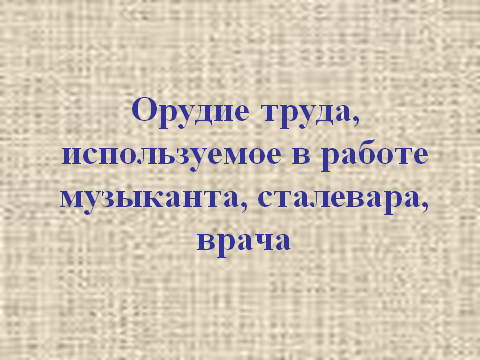 Орудие труда,
используемое в работе
музыканта, сталевара,
врача